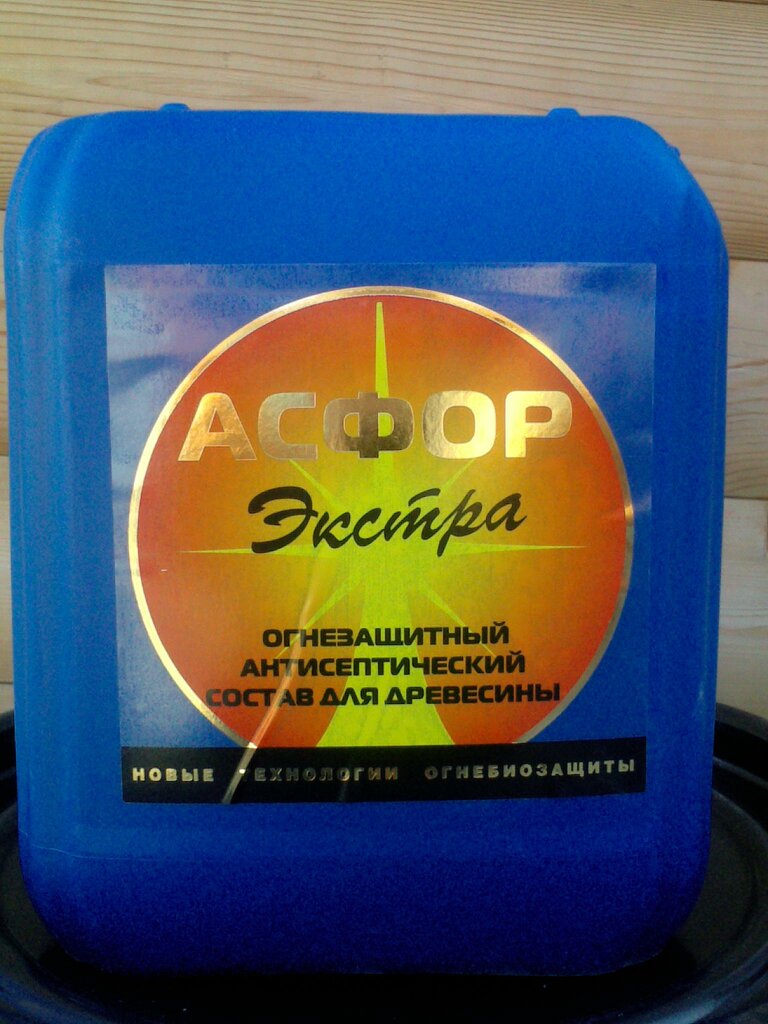 АСФОР
Экстра
ОГНЕЗАЩИТНЫЙ
АНТИСЕПТИЧЕСКИЙ
СОСТАВ ДЛЯ ДРЕВЕСИНЫ
НОВЫЕ ТЕХНОЛОГИИ ОГНЕБИОЗАЩИТЫ